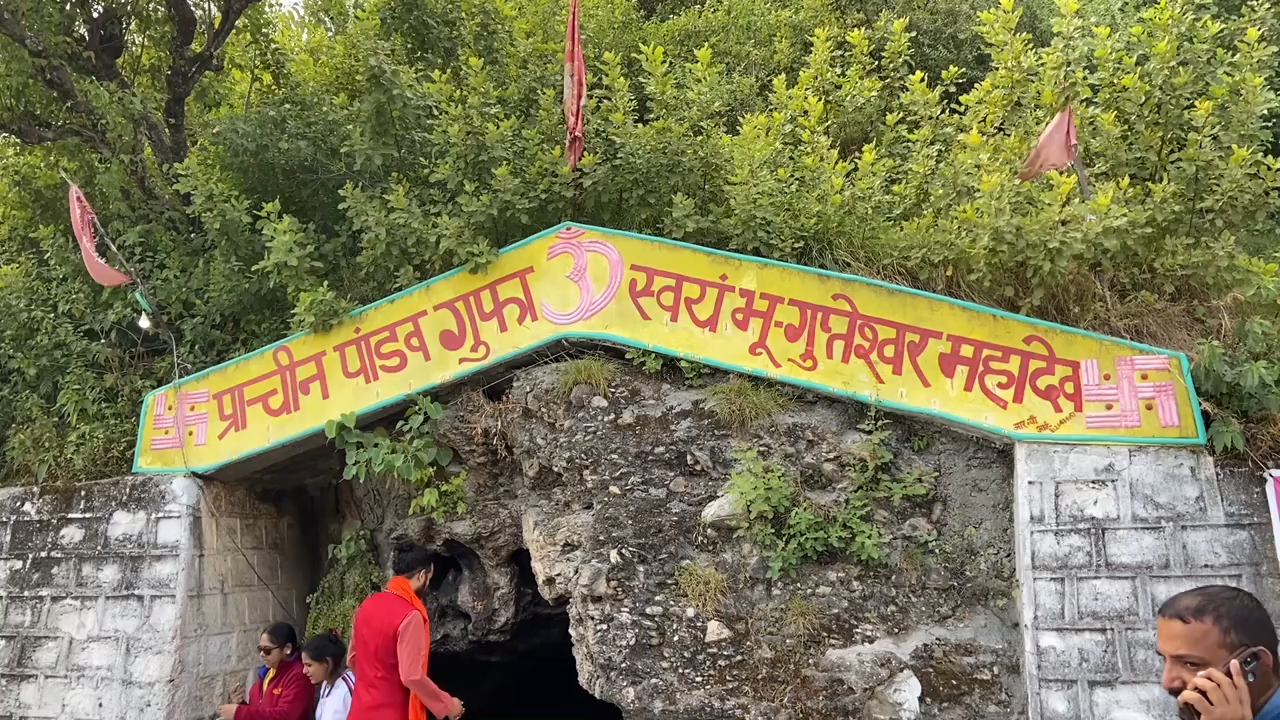 प्राचीन पांडव गुफा ॐ स्वयं भू-गुप्तेश्वर महादेव